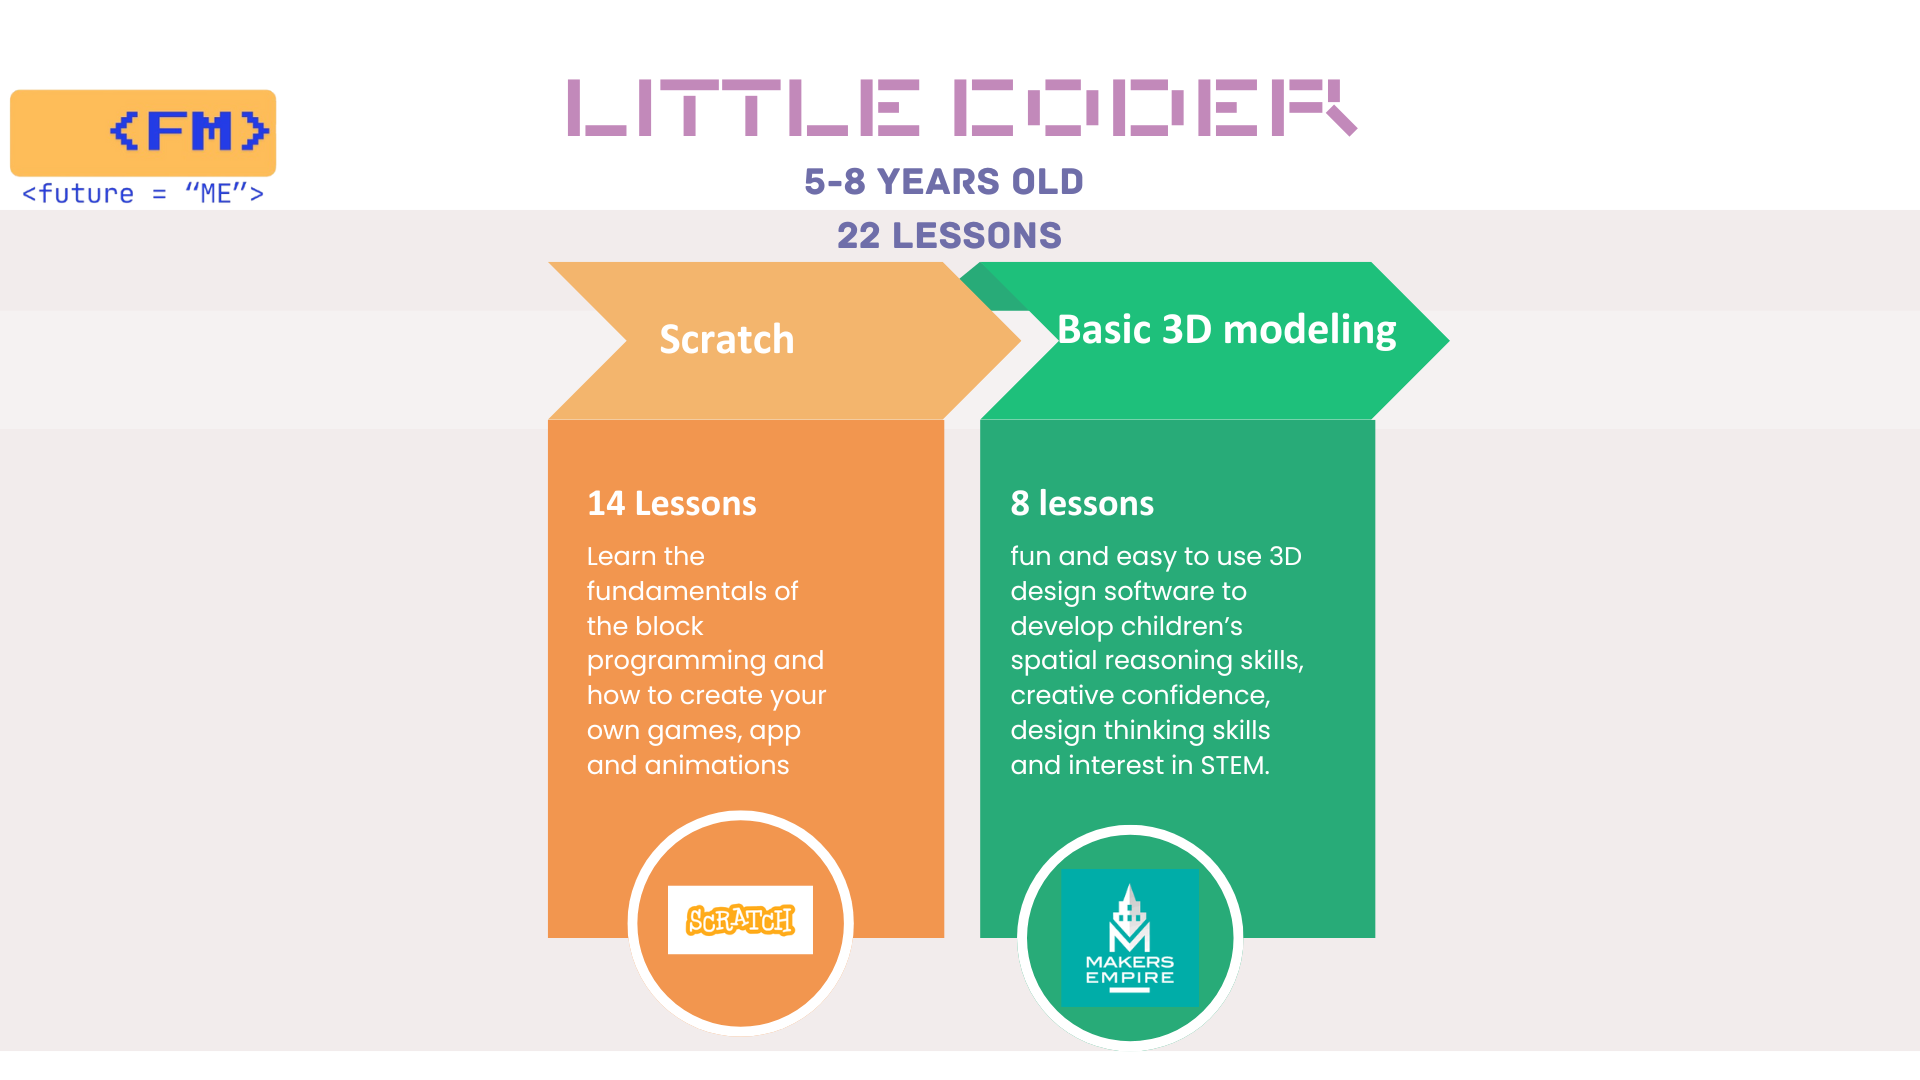 LITTLE CODER
<FM>
<future = “ME”>
5-8 YEARS OLD
22 LESSONS
Scratch
Basic 3D modeling
14 Lessons
Learn the
fundamentals of
the block
programming and
how to create your
own games, app
and animations
8 lessons
fun and easy to use 3D
design software to
develop children’s
spatial reasoning skills,
creative confidence,
design thinking skills
and interest in STEM.
SCRATCH
MAKERS
EMPIRE